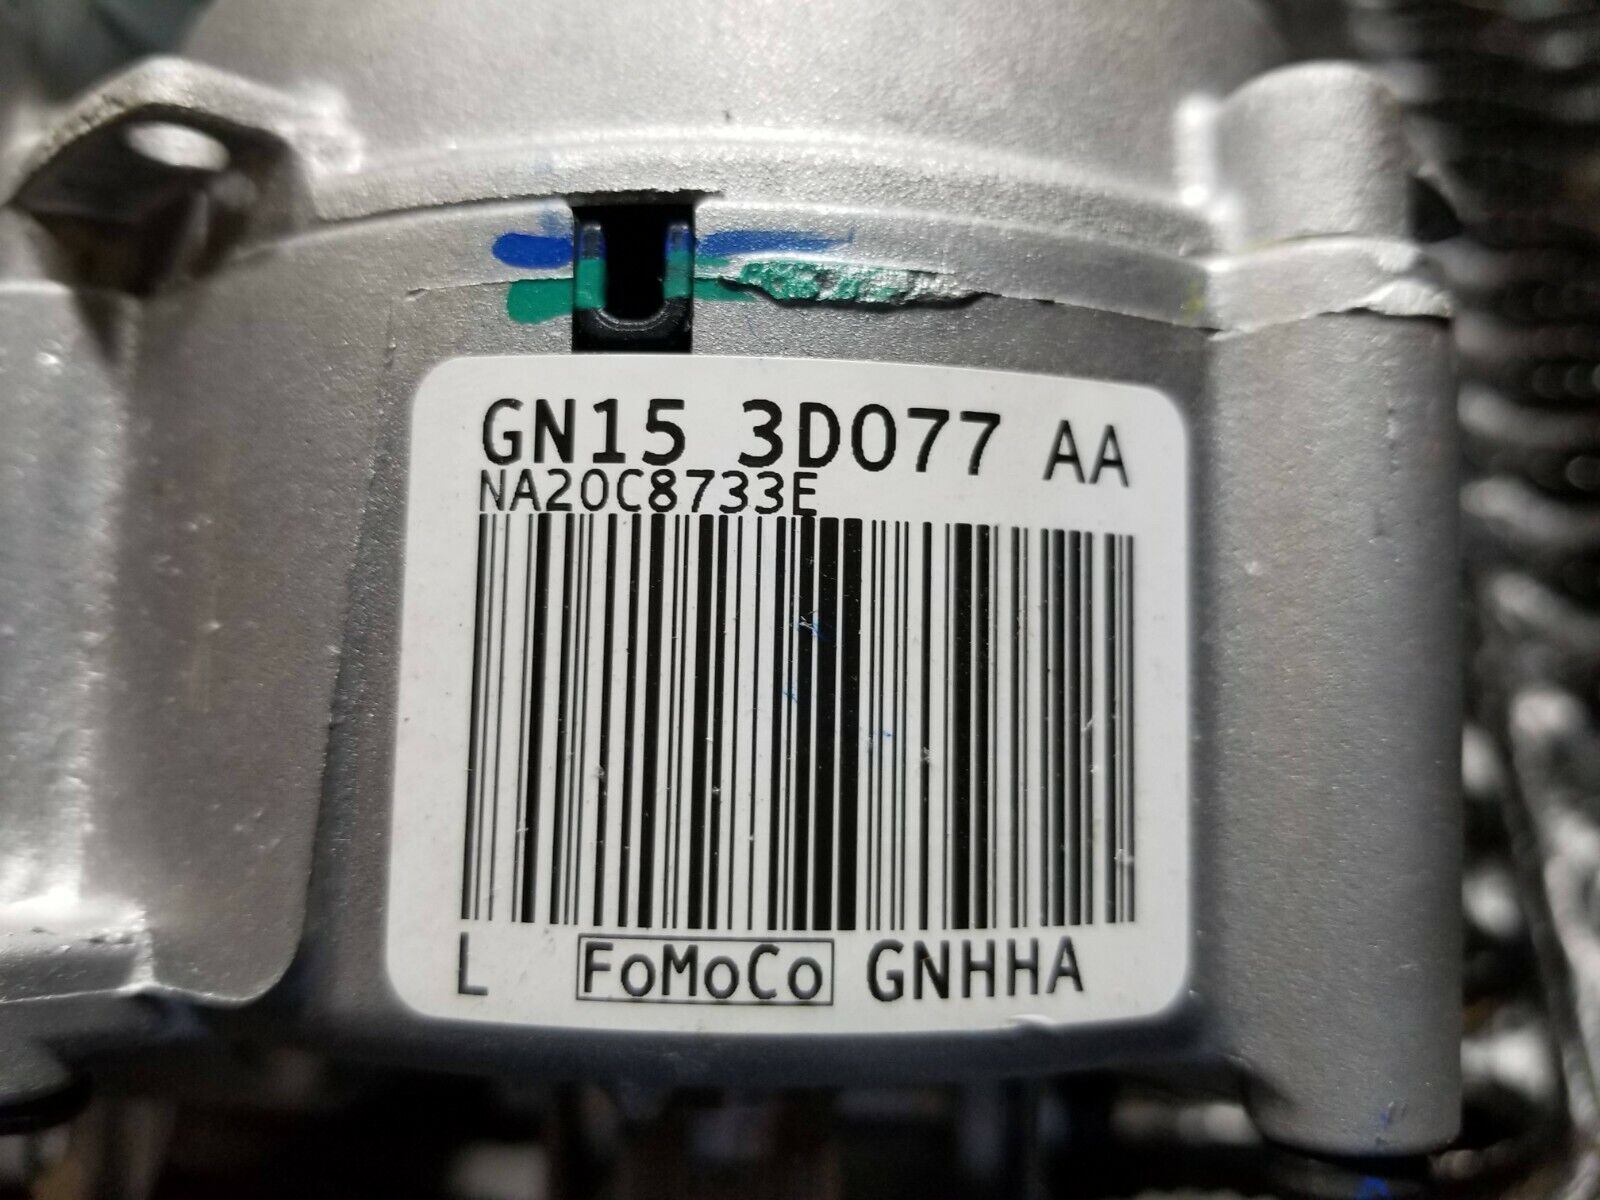 GN15 3D077 AA
NA20C8733E
L FoMoCo GNHHA